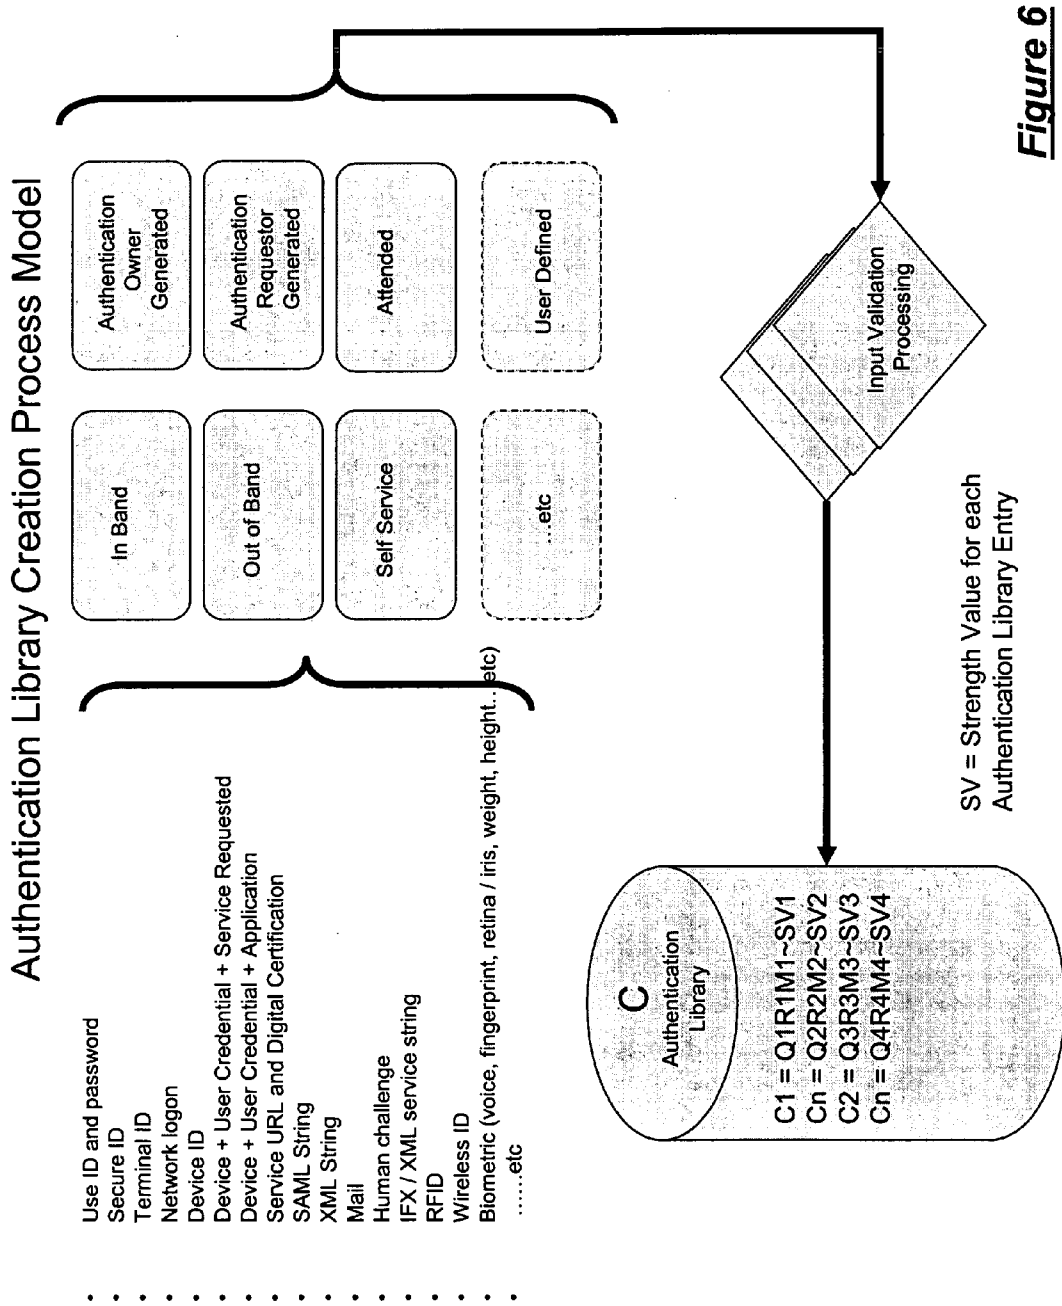 Authentication Library Creation Process Model
• Use ID and password
• Secure ID
• Terminal ID
• Network logon
• Device ID
• Device + User Credential + Service Requested
• Device + User Credential + Application
• Service URL and Digital Certification
• SAML String
• XML String
• Mail
• Human challenge
• IFX / XML service string
• RFID
• Wireless ID
• Biometric (voice, fingerprint, retina / iris, weight, height...etc)
• ......etc
In Band
Out of Band
Self Service
...etc
Authentication
Owner
Generated
Authentication
Requestor
Generated
Attended
User Defined
Input Validation
Processing
C
Authentication
Library
C1 = Q1R1M1~SV1
Cn = Q2R2M2~SV2
C2 = Q3R3M3~SV3
Cn = Q4R4M4~SV4
SV = Strength Value for each
Authentication Library Entry
Figure 6